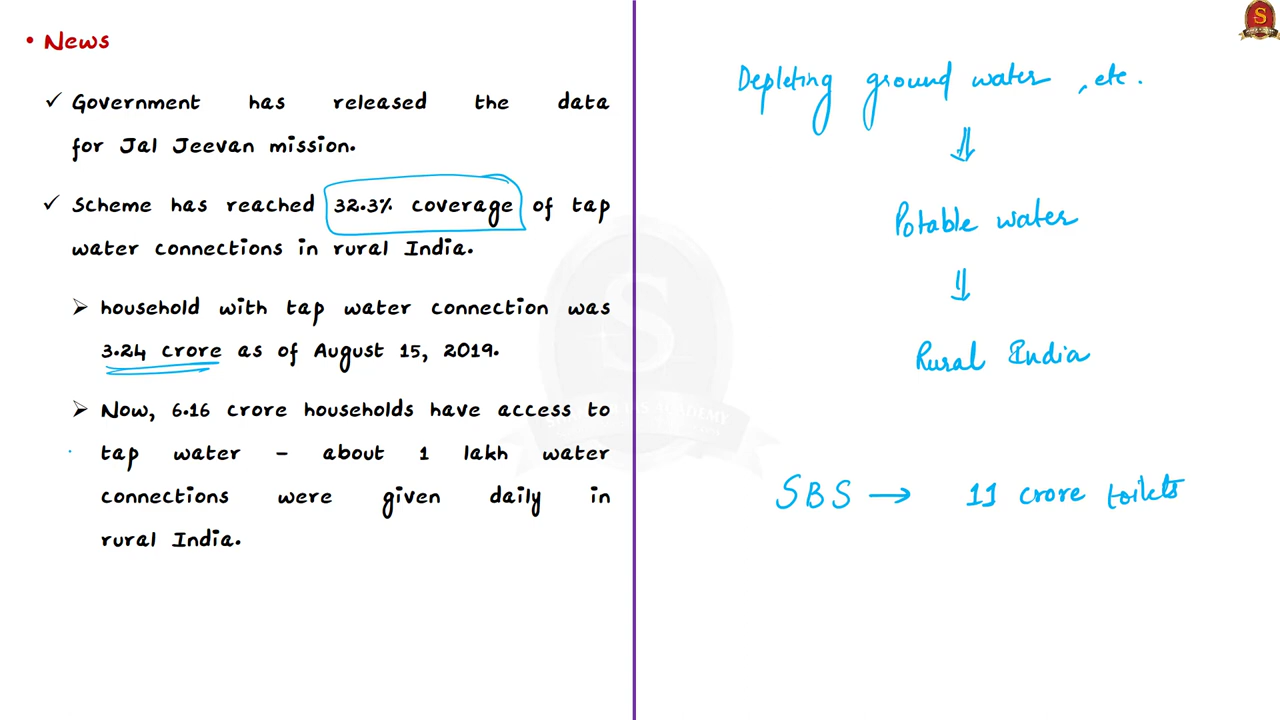 • News
✓ Government has released the data
for Jal Jeevan mission.
✓ Scheme has reached 32.3% coverage of tap
water connections in rural India.
➢ household with tap water connection was
3.24 crore as of August 15, 2019.
➢ Now, 6.16 crore households have access to
tap water – about 1 lakh water
connections were given daily in
rural India.
Depleting ground water, etc.
⇓
Potable water
⇓
Rural India
SBS → 11 crore toilets
S